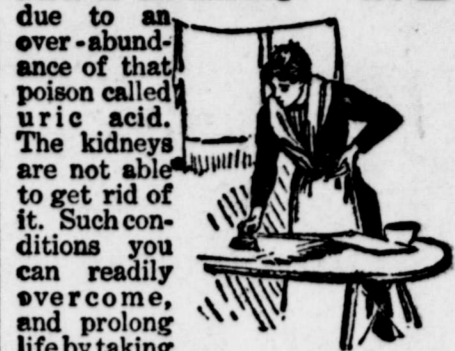 due to an
over-abund-
ance of that
poison called
uric acid.
The kidneys
are not able
to get rid of
it. Such con-
ditions you
can readily
overcome,
and prolong
life by taking